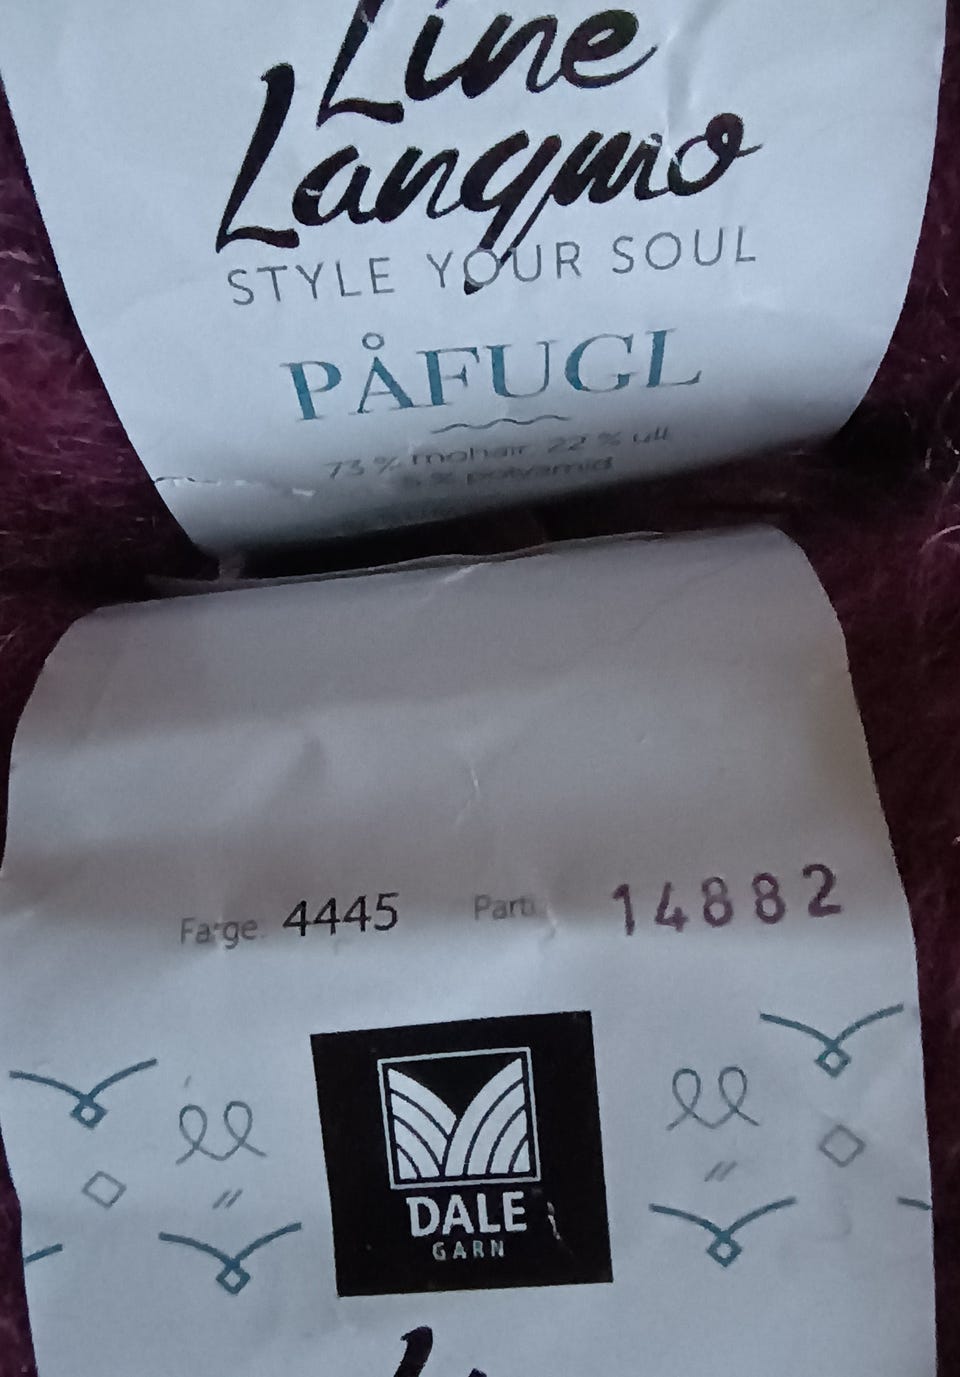 Line
Langmo
STYLE YOUR SOUL
PÅFUGL
73 % mohair 22 % ull
5 % polyamid
Farge: 4445 Parti: 14882
DALE
GARN